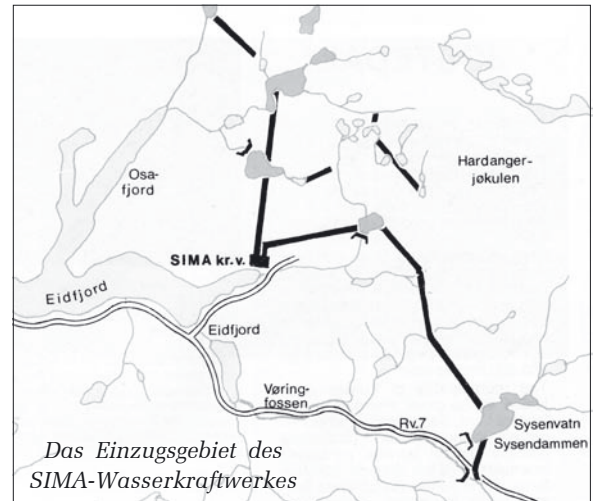 Osa-
fjord
Hardanger-
jøkulen
SIMA kr.v.
Eidfjord
Eidfjord
Vøring-
fossen
Rv.7
Sysenvatn
Sysendammen
Das Einzugsgebiet des
SIMA-Wasserkraftwerkes